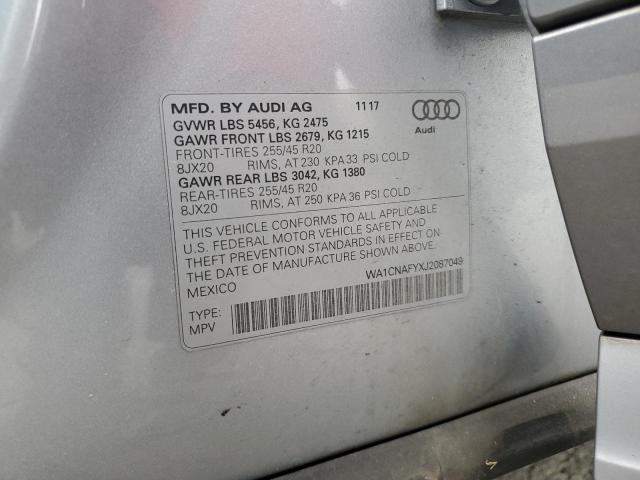 MFD. BY AUDI AG 11 17
GVWR LBS 5456, KG 2475
GAWR FRONT LBS 2679, KG 1215
FRONT-TIRES 255/45 R20
8JX20 RIMS, AT 230 KPA 33 PSI COLD
GAWR REAR LBS 3042, KG 1380
REAR-TIRES 255/45 R20
8JX20 RIMS, AT 250 KPA 36 PSI COLD
Audi
THIS VEHICLE CONFORMS TO ALL APPLICABLE
U.S. FEDERAL MOTOR VEHICLE SAFETY AND
THEFT PREVENTION STANDARDS IN EFFECT ON
THE DATE OF MANUFACTURE SHOWN ABOVE.
MEXICO WA1CNAFYXJ2087049
TYPE:
MPV